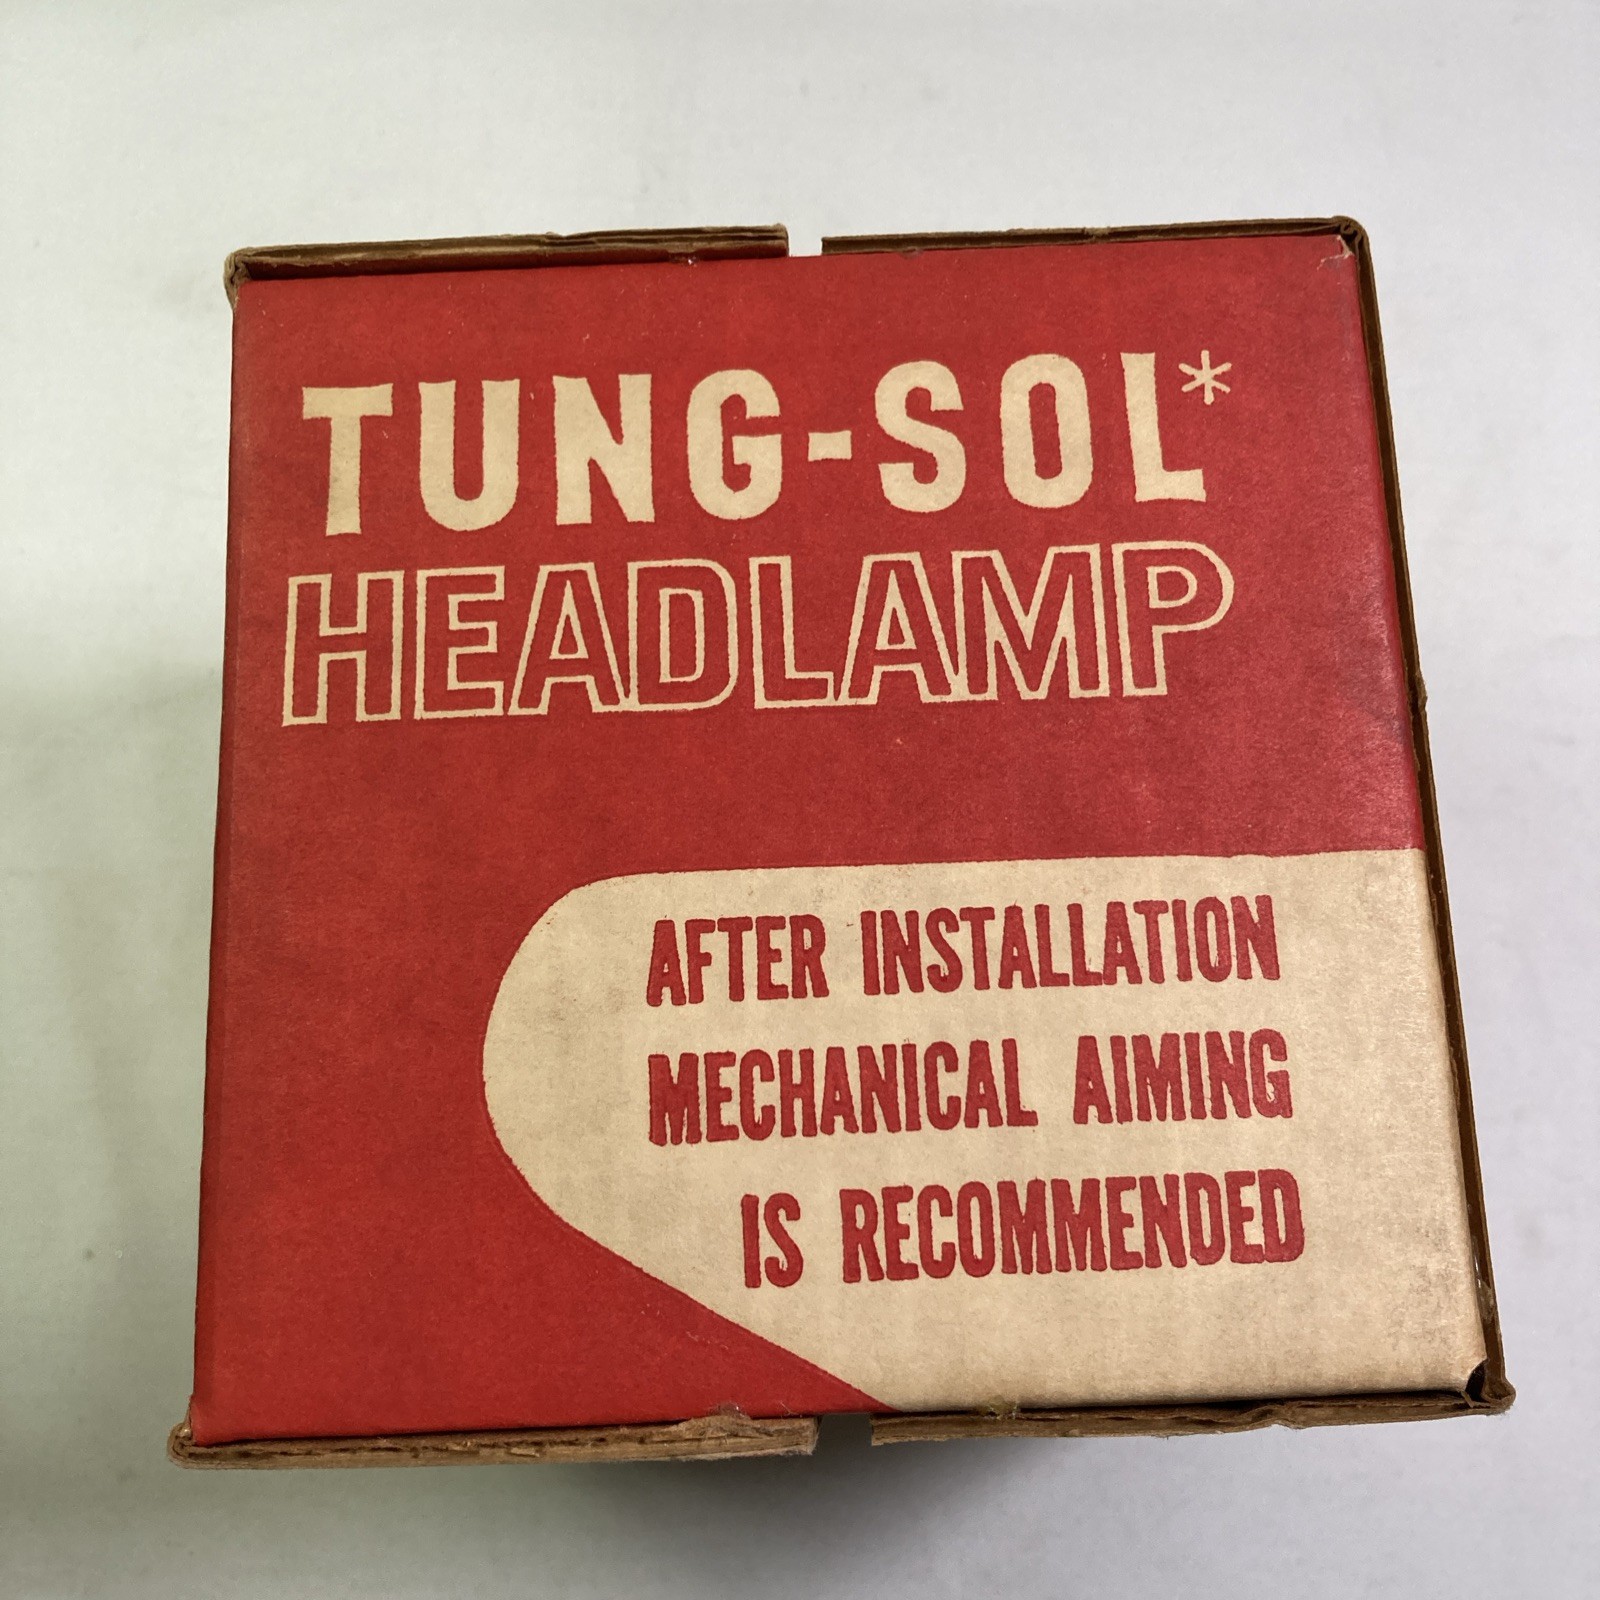 TUNG-SOL*
HEADLAMP
AFTER INSTALLATION
MECHANICAL AIMING
IS RECOMMENDED